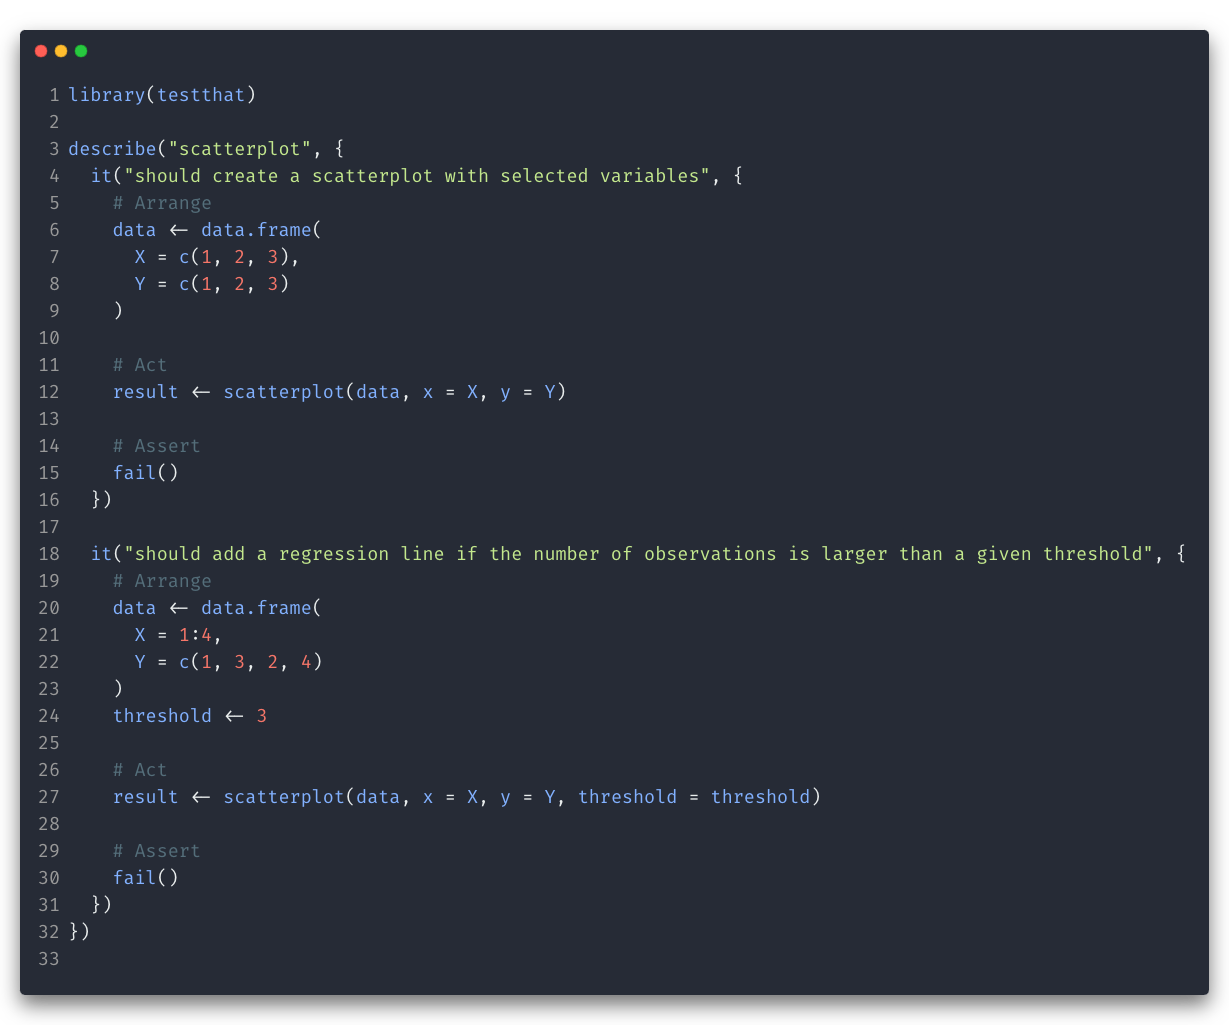 1 library(testthat)
2
3 describe("scatterplot", {
4   it("should create a scatterplot with selected variables", {
5     # Arrange
6     data <- data.frame(
7       X = c(1, 2, 3),
8       Y = c(1, 2, 3)
9     )
10
11     # Act
12     result <- scatterplot(data, x = X, y = Y)
13
14     # Assert
15     fail()
16   })
17
18   it("should add a regression line if the number of observations is larger than a given threshold", {
19     # Arrange
20     data <- data.frame(
21       X = 1:4,
22       Y = c(1, 3, 2, 4)
23     )
24     threshold <- 3
25
26     # Act
27     result <- scatterplot(data, x = X, y = Y, threshold = threshold)
28
29     # Assert
30     fail()
31   })
32 })
33